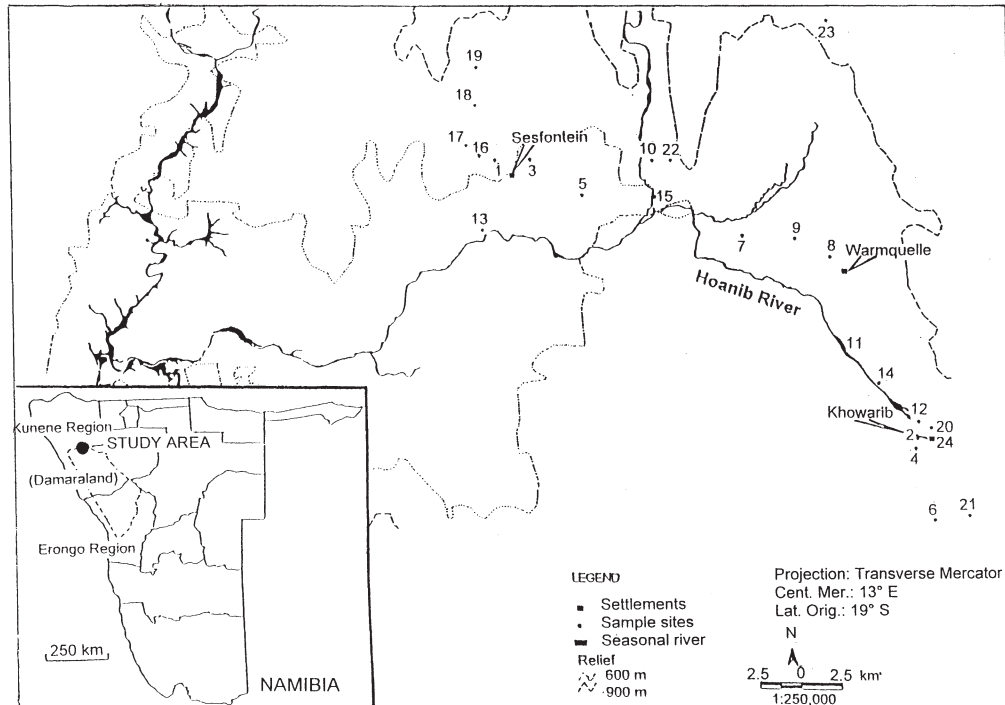 23
19
18
17
16
1
Sesfontein
3
5
10
22
15
13
7
9
8
Warmquelle
Hoanib River
11
14
12
Khowarib
20
2
24
4
6
21
Kunene Region
STUDY AREA
(Damaraland)
Erongo Region
250 km
NAMIBIA
LEGEND
Settlements
Sample sites
Seasonal river
Relief
600 m
900 m
Projection: Transverse Mercator
Cent. Mer.: 13° E
Lat. Orig.: 19° S
N
2.5 0 2.5 km
1:250,000